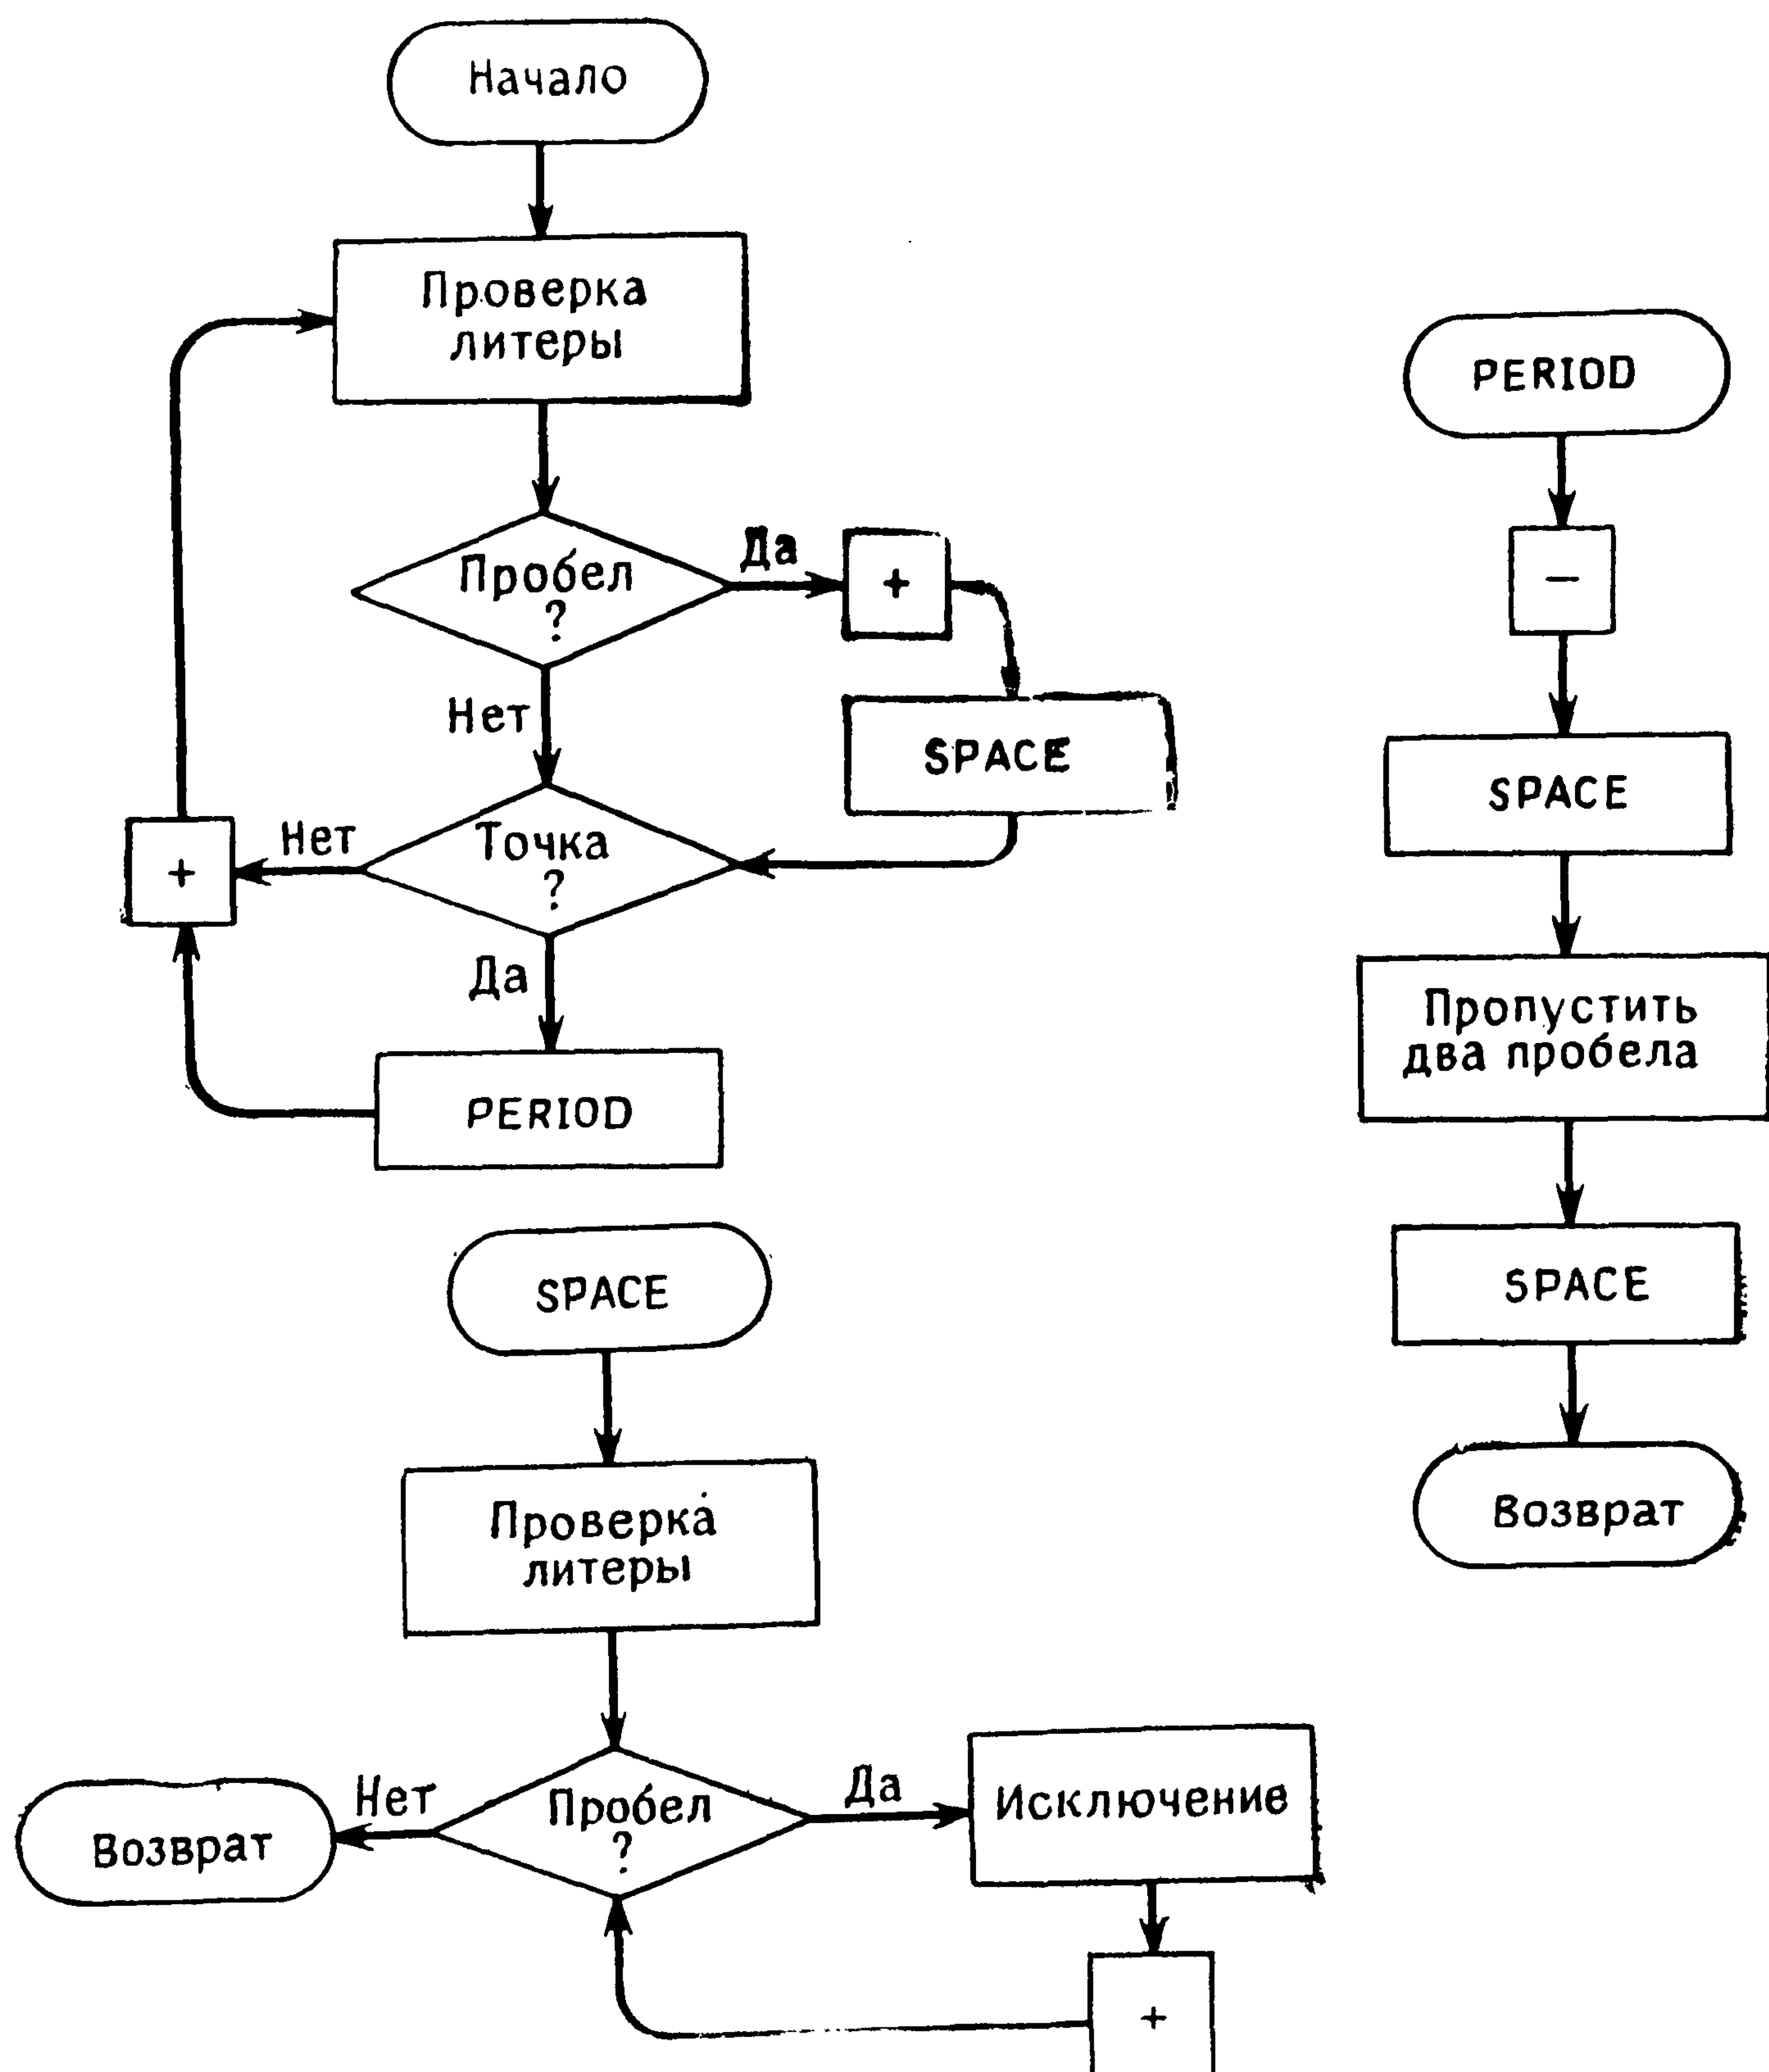 Начало
Проверка
литеры
Пробел
?
Да
+
Нет
SPACE
Точка
?
Нет
+
Да
PERIOD
PERIOD
–
SPACE
Пропустить
два пробела
SPACE
Возврат
SPACE
Проверка
литеры
Пробел
?
Нет
Возврат
Да
Исключение
+